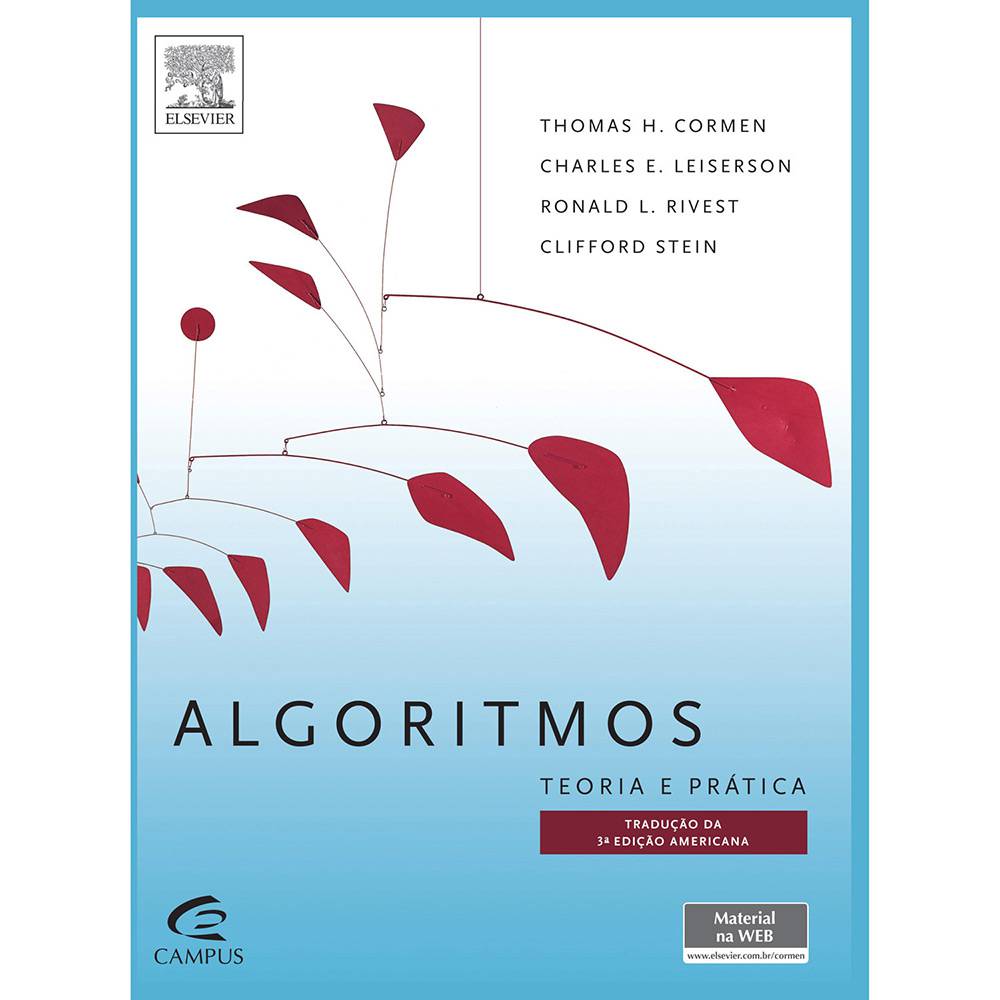 ELSEVIER
THOMAS H. CORMEN
CHARLES E. LEISERSON
RONALD L. RIVEST
CLIFFORD STEIN
ALGORITMOS
TEORIA E PRÁTICA
TRADUÇÃO DA
3ª EDIÇÃO AMERICANA
CAMPUS
Material
na WEB
www.elsevier.com.br/cormen